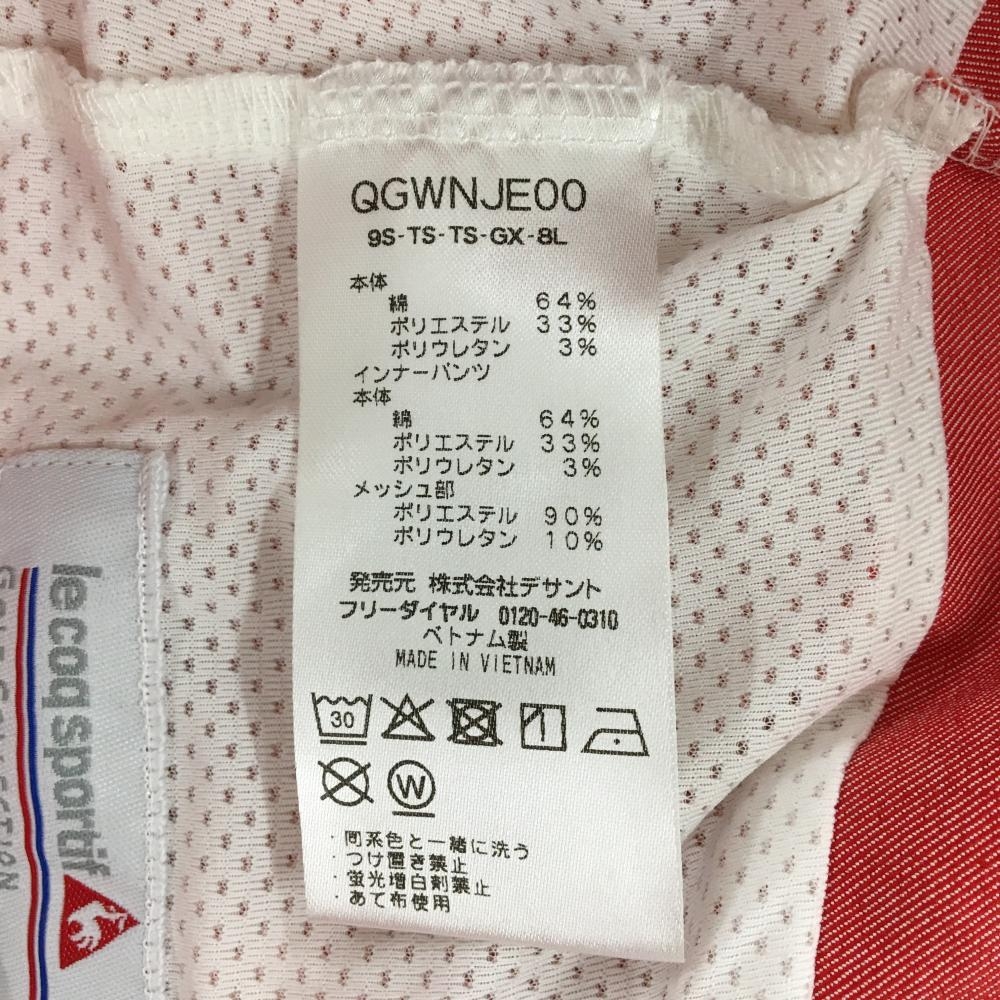 QGWNJE00
9S-TS-TS-GX-8L
本体
綿 64%
ポリエステル 33%
ポリウレタン 3%
インナーパンツ
本体
綿 64%
ポリエステル 33%
ポリウレタン 3%
メッシュ部
ポリエステル 90%
ポリウレタン 10%
発売元 株式会社デサント
フリーダイヤル 0120-46-0310
ベトナム製
MADE IN VIETNAM
30
W
・同系色と一緒に洗う
・つけ置き禁止
・蛍光増白剤禁止
・あて布使用
le coq sportif
GOLF COLLECTION